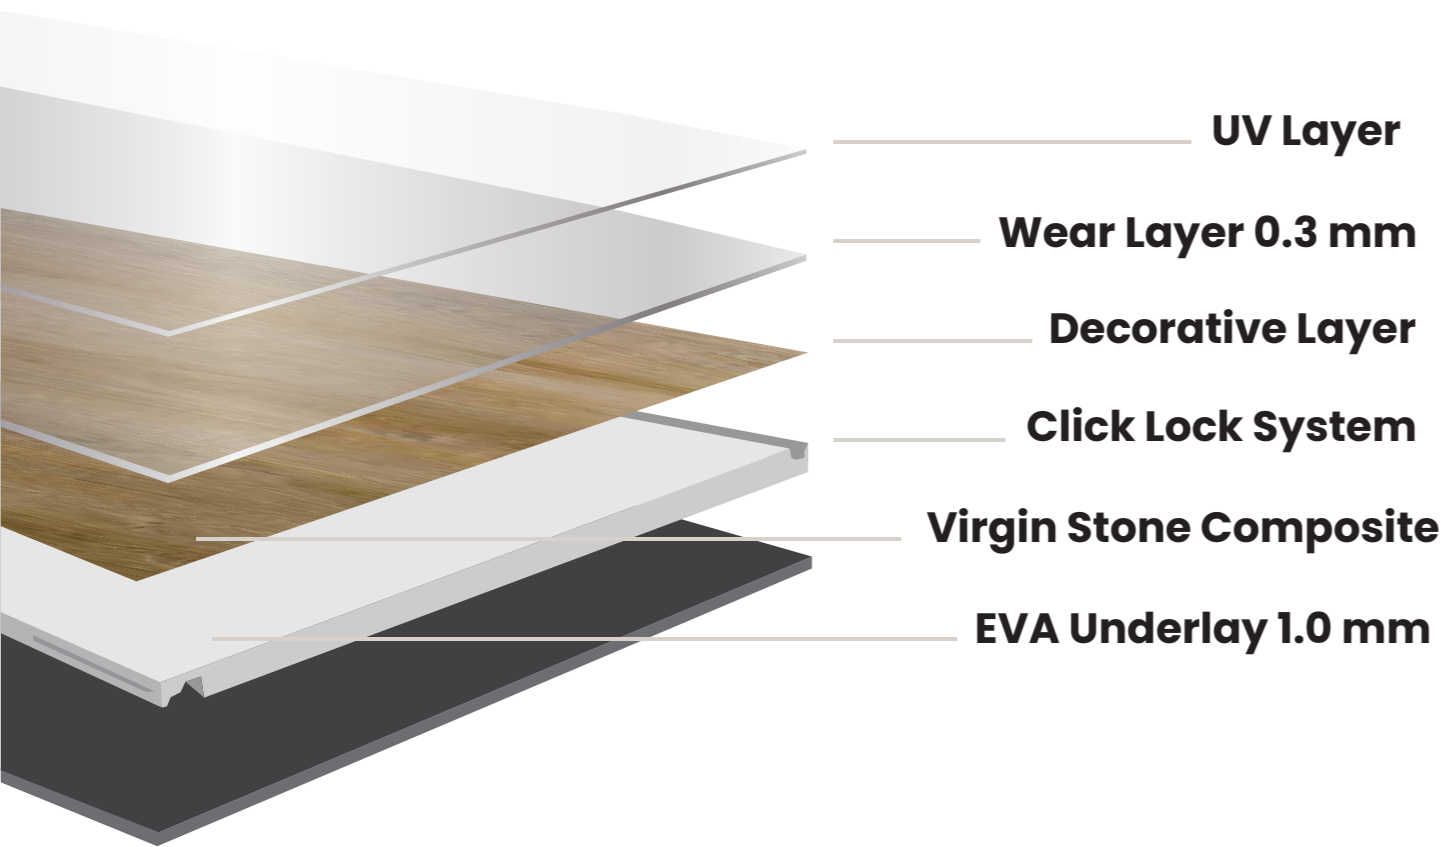 UV Layer
Wear Layer 0.3 mm
Decorative Layer
Click Lock System
Virgin Stone Composite
EVA Underlay 1.0 mm